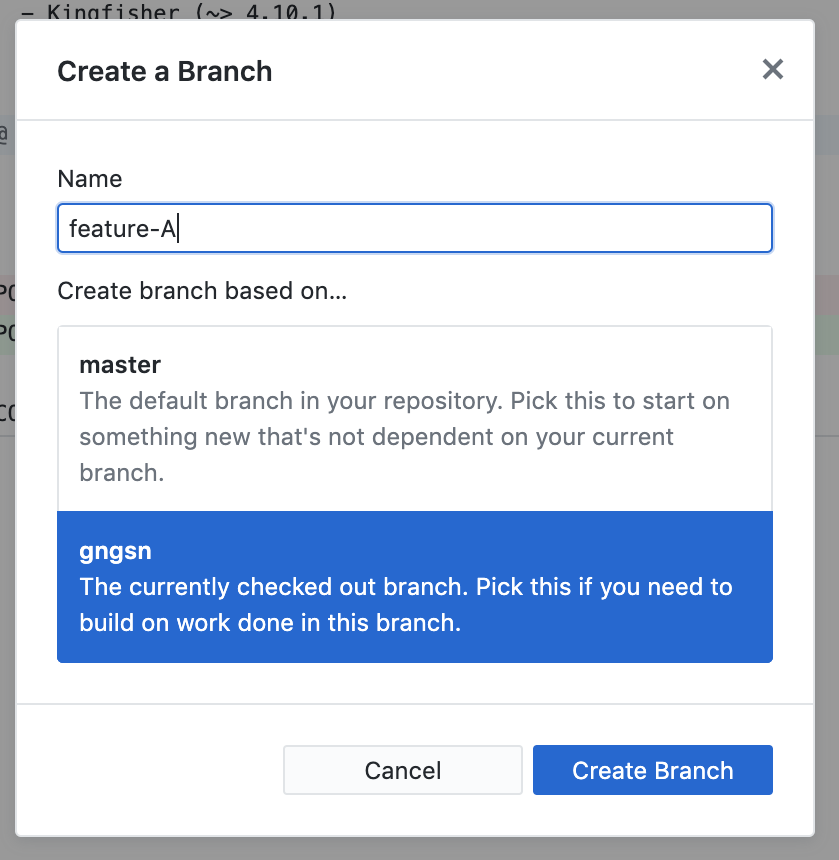 – Kingfisher (~> 4.10.1)
Create a Branch
@
Name
feature-A
Create branch based on...
master
The default branch in your repository. Pick this to start on
something new that's not dependent on your current
branch.
gngsn
The currently checked out branch. Pick this if you need to
build on work done in this branch.
Cancel
Create Branch